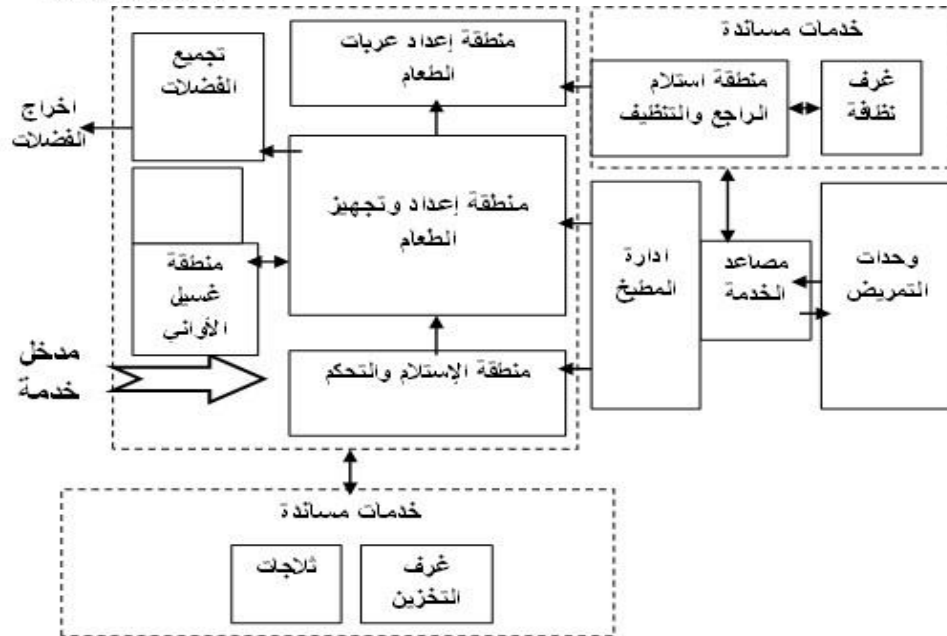 خدمات مساندة
غرف
نظافة
منطقة استلام
الراجع والتنظيف
منطقة إعداد عربات
الطعام
تجميع
الفضلات
اخراج
الفضلات
وحدات
التمريض
مصاعد
الخدمة
ادارة
المطبخ
منطقة إعداد وتجهيز
الطعام
منطقة
غسيل
الأواني
مدخل
خدمة
منطقة الإستلام والتحكم
خدمات مساندة
غرف
التخزين
ثلاجات